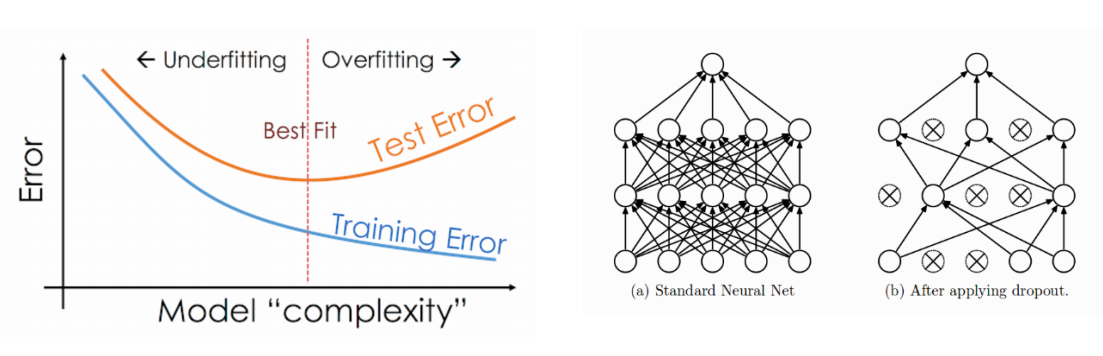 ← Underfitting
Overfitting →
Best Fit
Test Error
Training Error
Error
Model “complexity”
(a) Standard Neural Net
(b) After applying dropout.